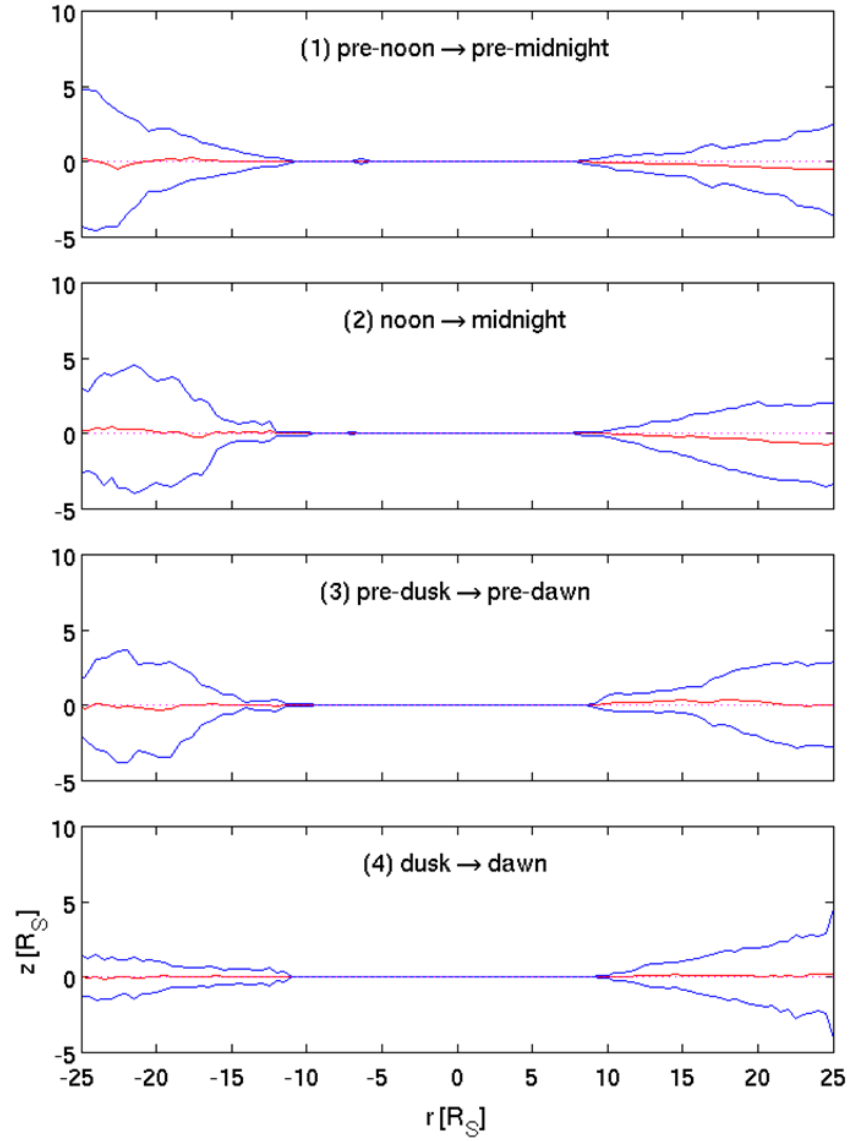 10
(1) pre-noon → pre-midnight
5
0
-5
10
(2) noon → midnight
5
0
-5
10
(3) pre-dusk → pre-dawn
5
0
-5
10
(4) dusk → dawn
5
0
-5
z [R_S]
-25 -20 -15 -10 -5 0 5 10 15 20 25
r [R_S]